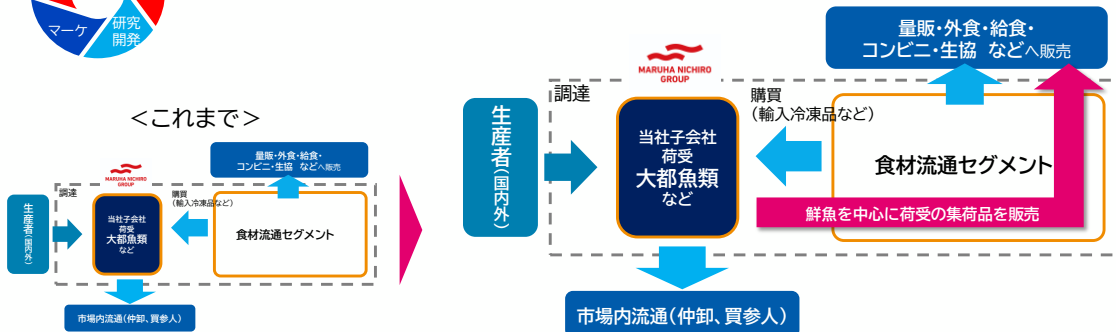 マーケ
研究
開発
<これまで>
量販・外食・給食・
コンビニ・生協 などへ販売
MARUHA NICHIRO
GROUP
調達
購買
(輸入冷凍品など)
生産者(国内外)
当社子会社
荷受
大都魚類
など
食材流通セグメント
市場内流通(仲卸、買参人)
量販・外食・給食・
コンビニ・生協 などへ販売
MARUHA NICHIRO
GROUP
調達
購買
(輸入冷凍品など)
生産者(国内外)
当社子会社
荷受
大都魚類
など
食材流通セグメント
鮮魚を中心に荷受の集荷品を販売
市場内流通(仲卸、買参人)